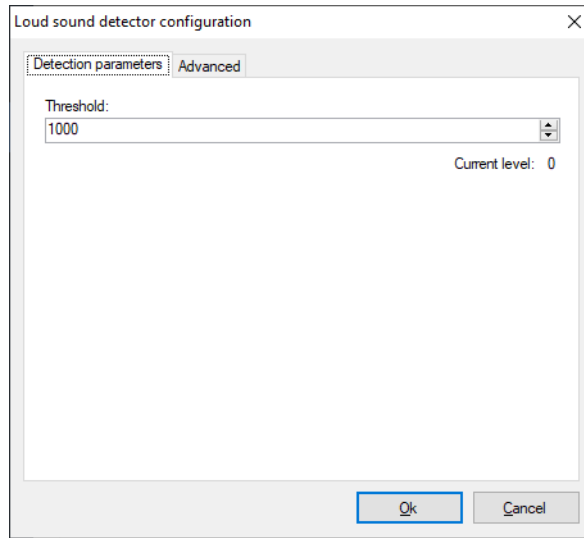 Loud sound detector configuration
Detection parameters Advanced
Threshold:
1000
Current level: 0
Ok Cancel